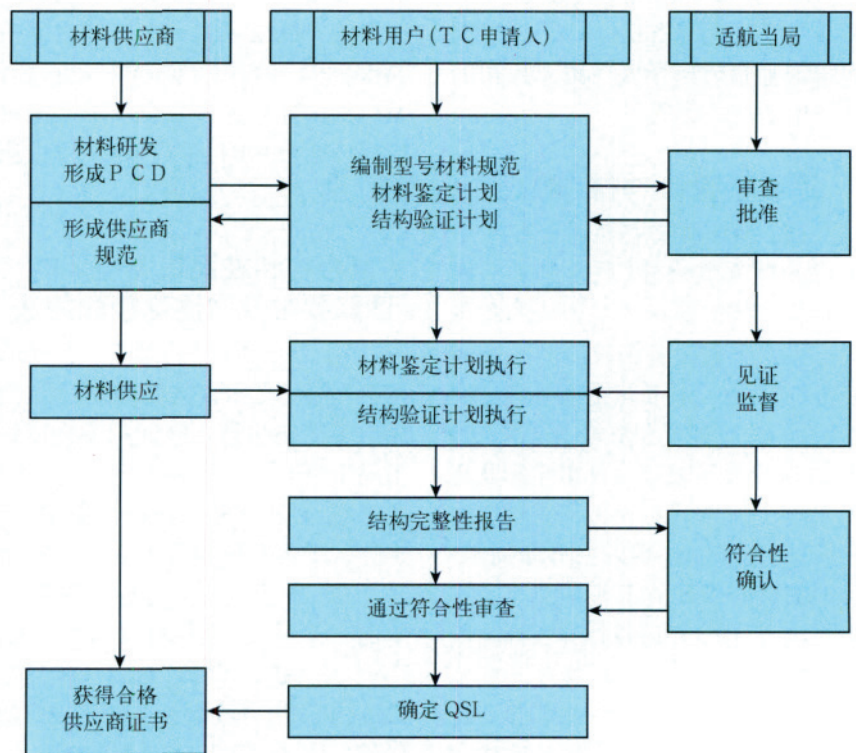 材料供应商
材料用户(TC申请人)
适航当局
材料研发
形成PCD
形成供应商
规范
编制型号材料规范
材料鉴定计划
结构验证计划
审查
批准
材料供应
材料鉴定计划执行
结构验证计划执行
见证
监督
结构完整性报告
符合性
确认
通过符合性审查
获得合格
供应商证书
确定 QSL